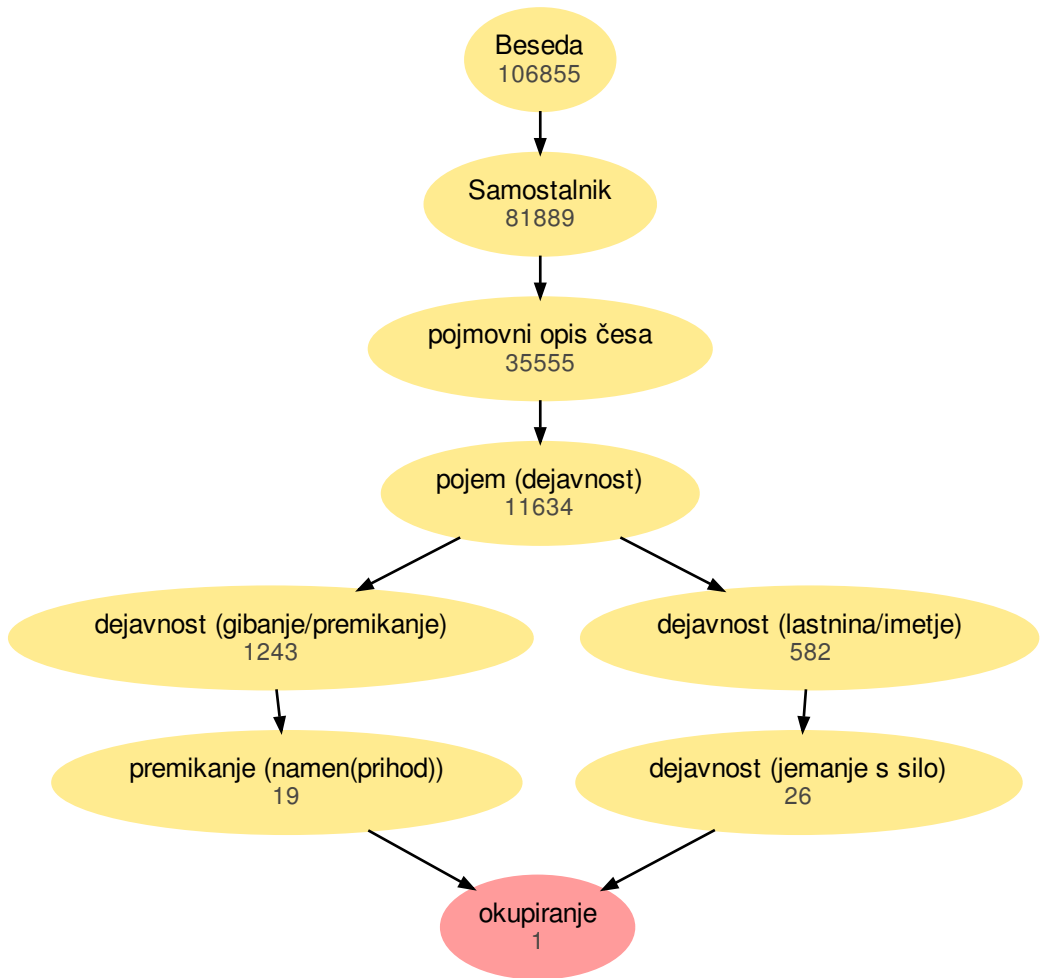 Beseda
106855
Samostalnik
81889
pojmovni opis česa
35555
pojem (dejavnost)
11634
dejavnost (gibanje/premikanje)
1243
dejavnost (lastnina/imetje)
582
premikanje (namen(prihod))
19
dejavnost (jemanje s silo)
26
okupiranje
1